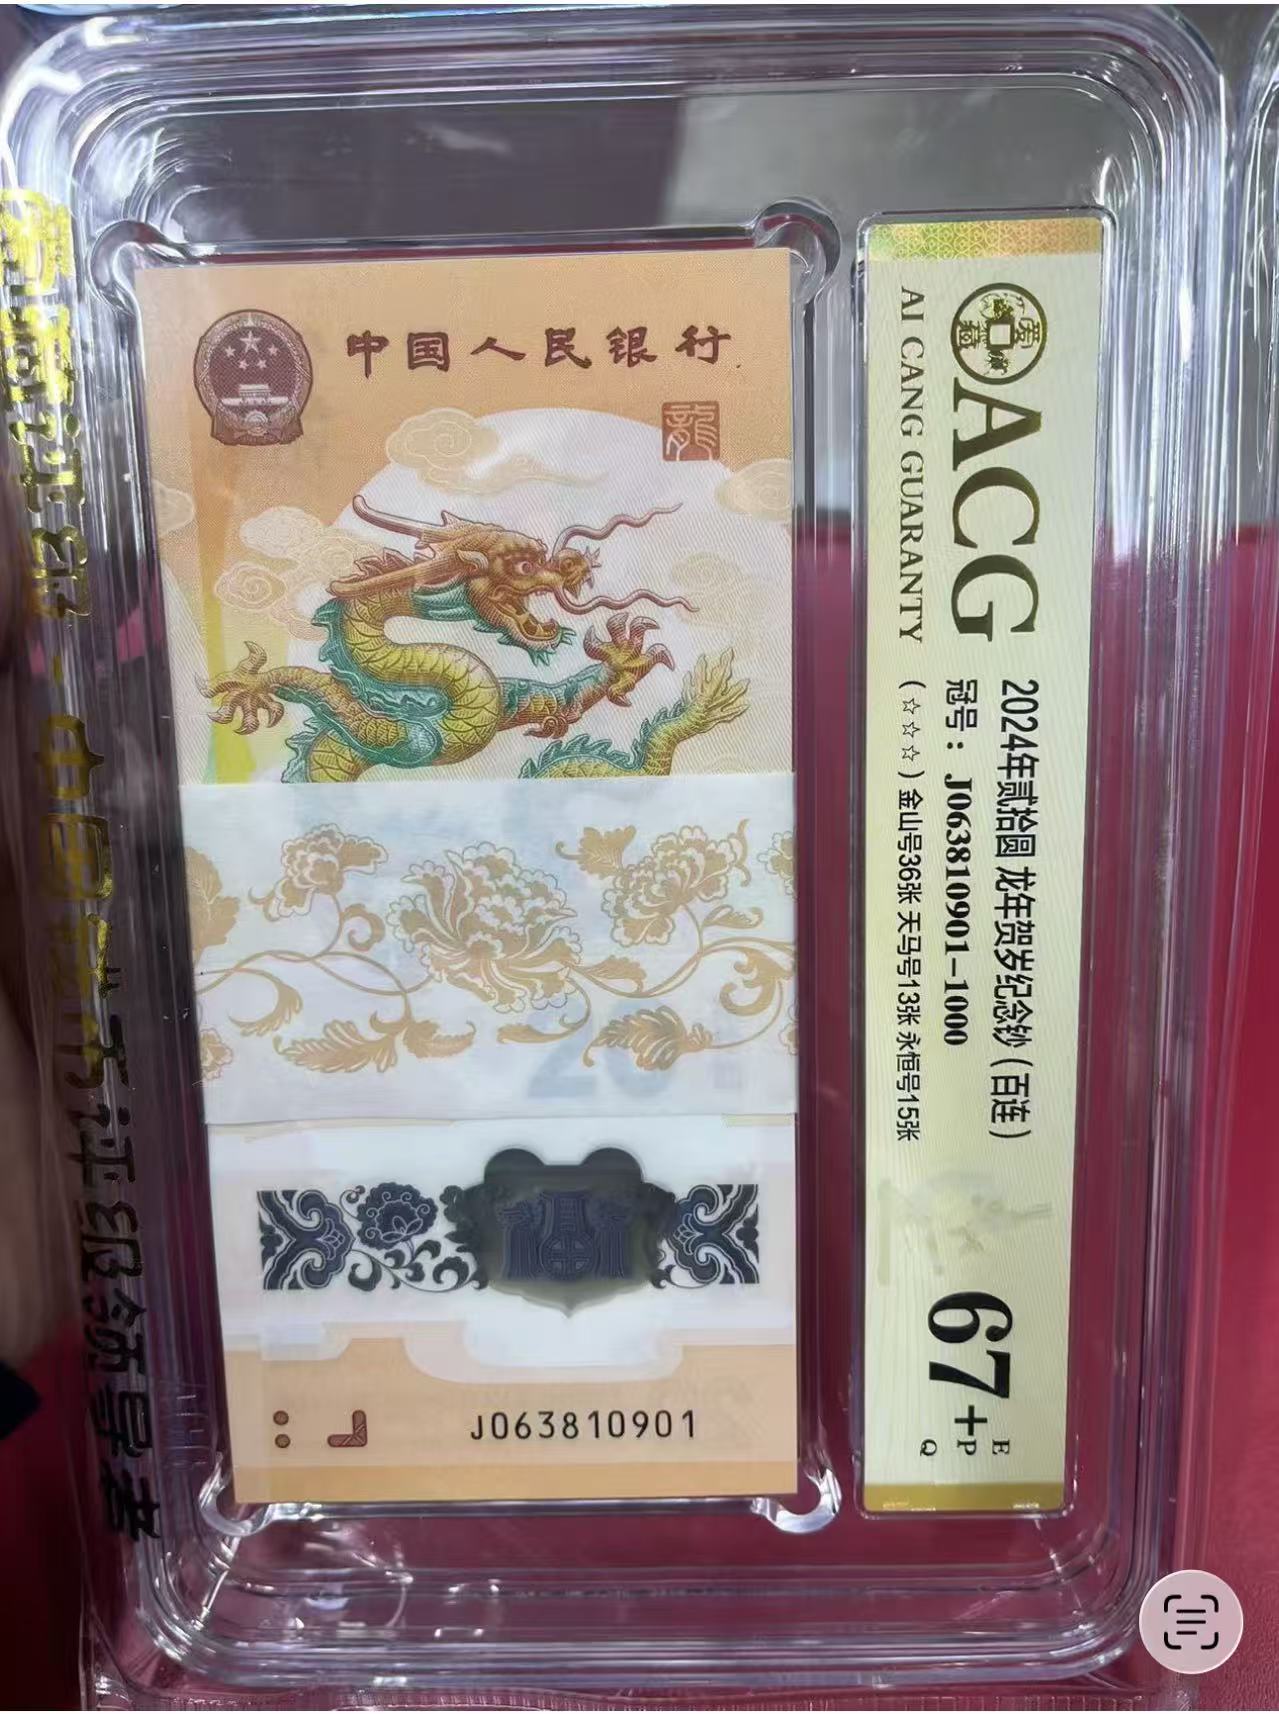 中国人民银行
龍
J063810901
ACG
AI CANG GUARANTY
2024年贰拾圆 龙年贺岁纪念钞（百连）
冠号：J063810901-1000
（☆☆☆）金山号36张 天马号13张 永恒号15张
67+
E
P
Q
20